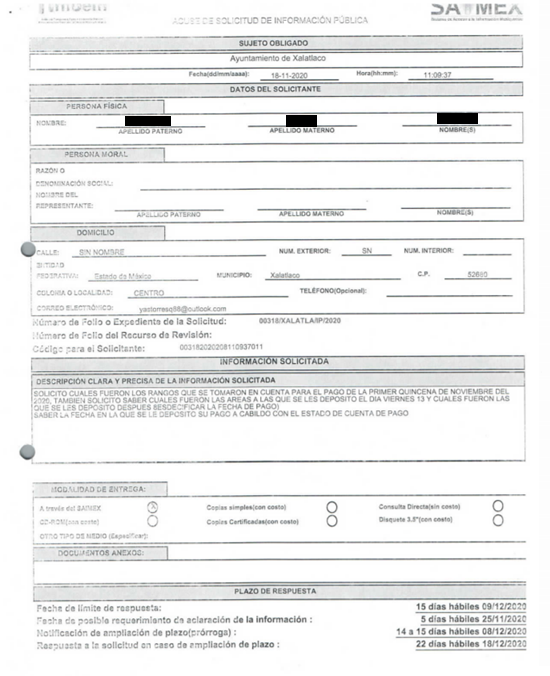 SAIMEX
ACUSE DE SOLICITUD DE INFORMACIÓN PÚBLICA
SUJETO OBLIGADO
Ayuntamiento de Xalatlaco
Fecha(dd/mm/aaaa): 18-11-2020 Hora(hh:mm): 11:09:37
DATOS DEL SOLICITANTE
PERSONA FÍSICA
NOMBRE:
APELLIDO PATERNO APELLIDO MATERNO NOMBRE(S)
PERSONA MORAL
RAZÓN O
DENOMINACIÓN SOCIAL:
NOMBRE DEL
REPRESENTANTE:
APELLIDO PATERNO APELLIDO MATERNO NOMBRE(S)
DOMICILIO
CALLE: SIN NOMBRE NUM. EXTERIOR: SN NUM. INTERIOR:
ENTIDAD
FEDERATIVA: Estado de México MUNICIPIO: Xalatlaco C.P. 52680
COLONIA O LOCALIDAD: CENTRO TELÉFONO(Opcional):
CORREO ELECTRÓNICO: yastorresq98@outlook.com
Número de Folio o Expediente de la Solicitud: 00318/XALATLA/IP/2020
Número de Folio del Recurso de Revisión:
Código para el Solicitante: 003182020208110937011
INFORMACIÓN SOLICITADA
DESCRIPCIÓN CLARA Y PRECISA DE LA INFORMACIÓN SOLICITADA
SOLICITO CUALES FUERON LOS RANGOS QUE SE TOMARON EN CUENTA PARA EL PAGO DE LA PRIMER QUINCENA DE NOVIEMBRE DEL
2020, TAMBIEN SOLICITO SABER CUALES FUERON LAS AREAS A LAS QUE SE LES DEPOSITO EL DIA VIERNES 13 Y CUALES FUERON LAS
QUE SE LES DEPOSITO DESPUES 8ESDECIFICAR LA FECHA DE PAGO)
SABER LA FECHA EN LA QUE SE LE DEPOSITO SU PAGO A CABILDO CON EL ESTADO DE CUENTA DE PAGO
MODALIDAD DE ENTREGA:
A través del SAIMEX Copias simples(con costo) Consulta Directa(sin costo)
CD-ROM(con costo) Copias Certificadas(con costo) Disquete 3.5"(con costo)
OTRO TIPO DE MEDIO (Especificar):
DOCUMENTOS ANEXOS:
PLAZO DE RESPUESTA
Fecha de límite de respuesta: 15 días hábiles 09/12/2020
Fecha de posible requerimiento de aclaración de la información : 5 días hábiles 25/11/2020
Notificación de ampliación de plazo(prórroga) : 14 a 15 días hábiles 08/12/2020
Respuesta a la solicitud en caso de ampliación de plazo : 22 días hábiles 18/12/2020